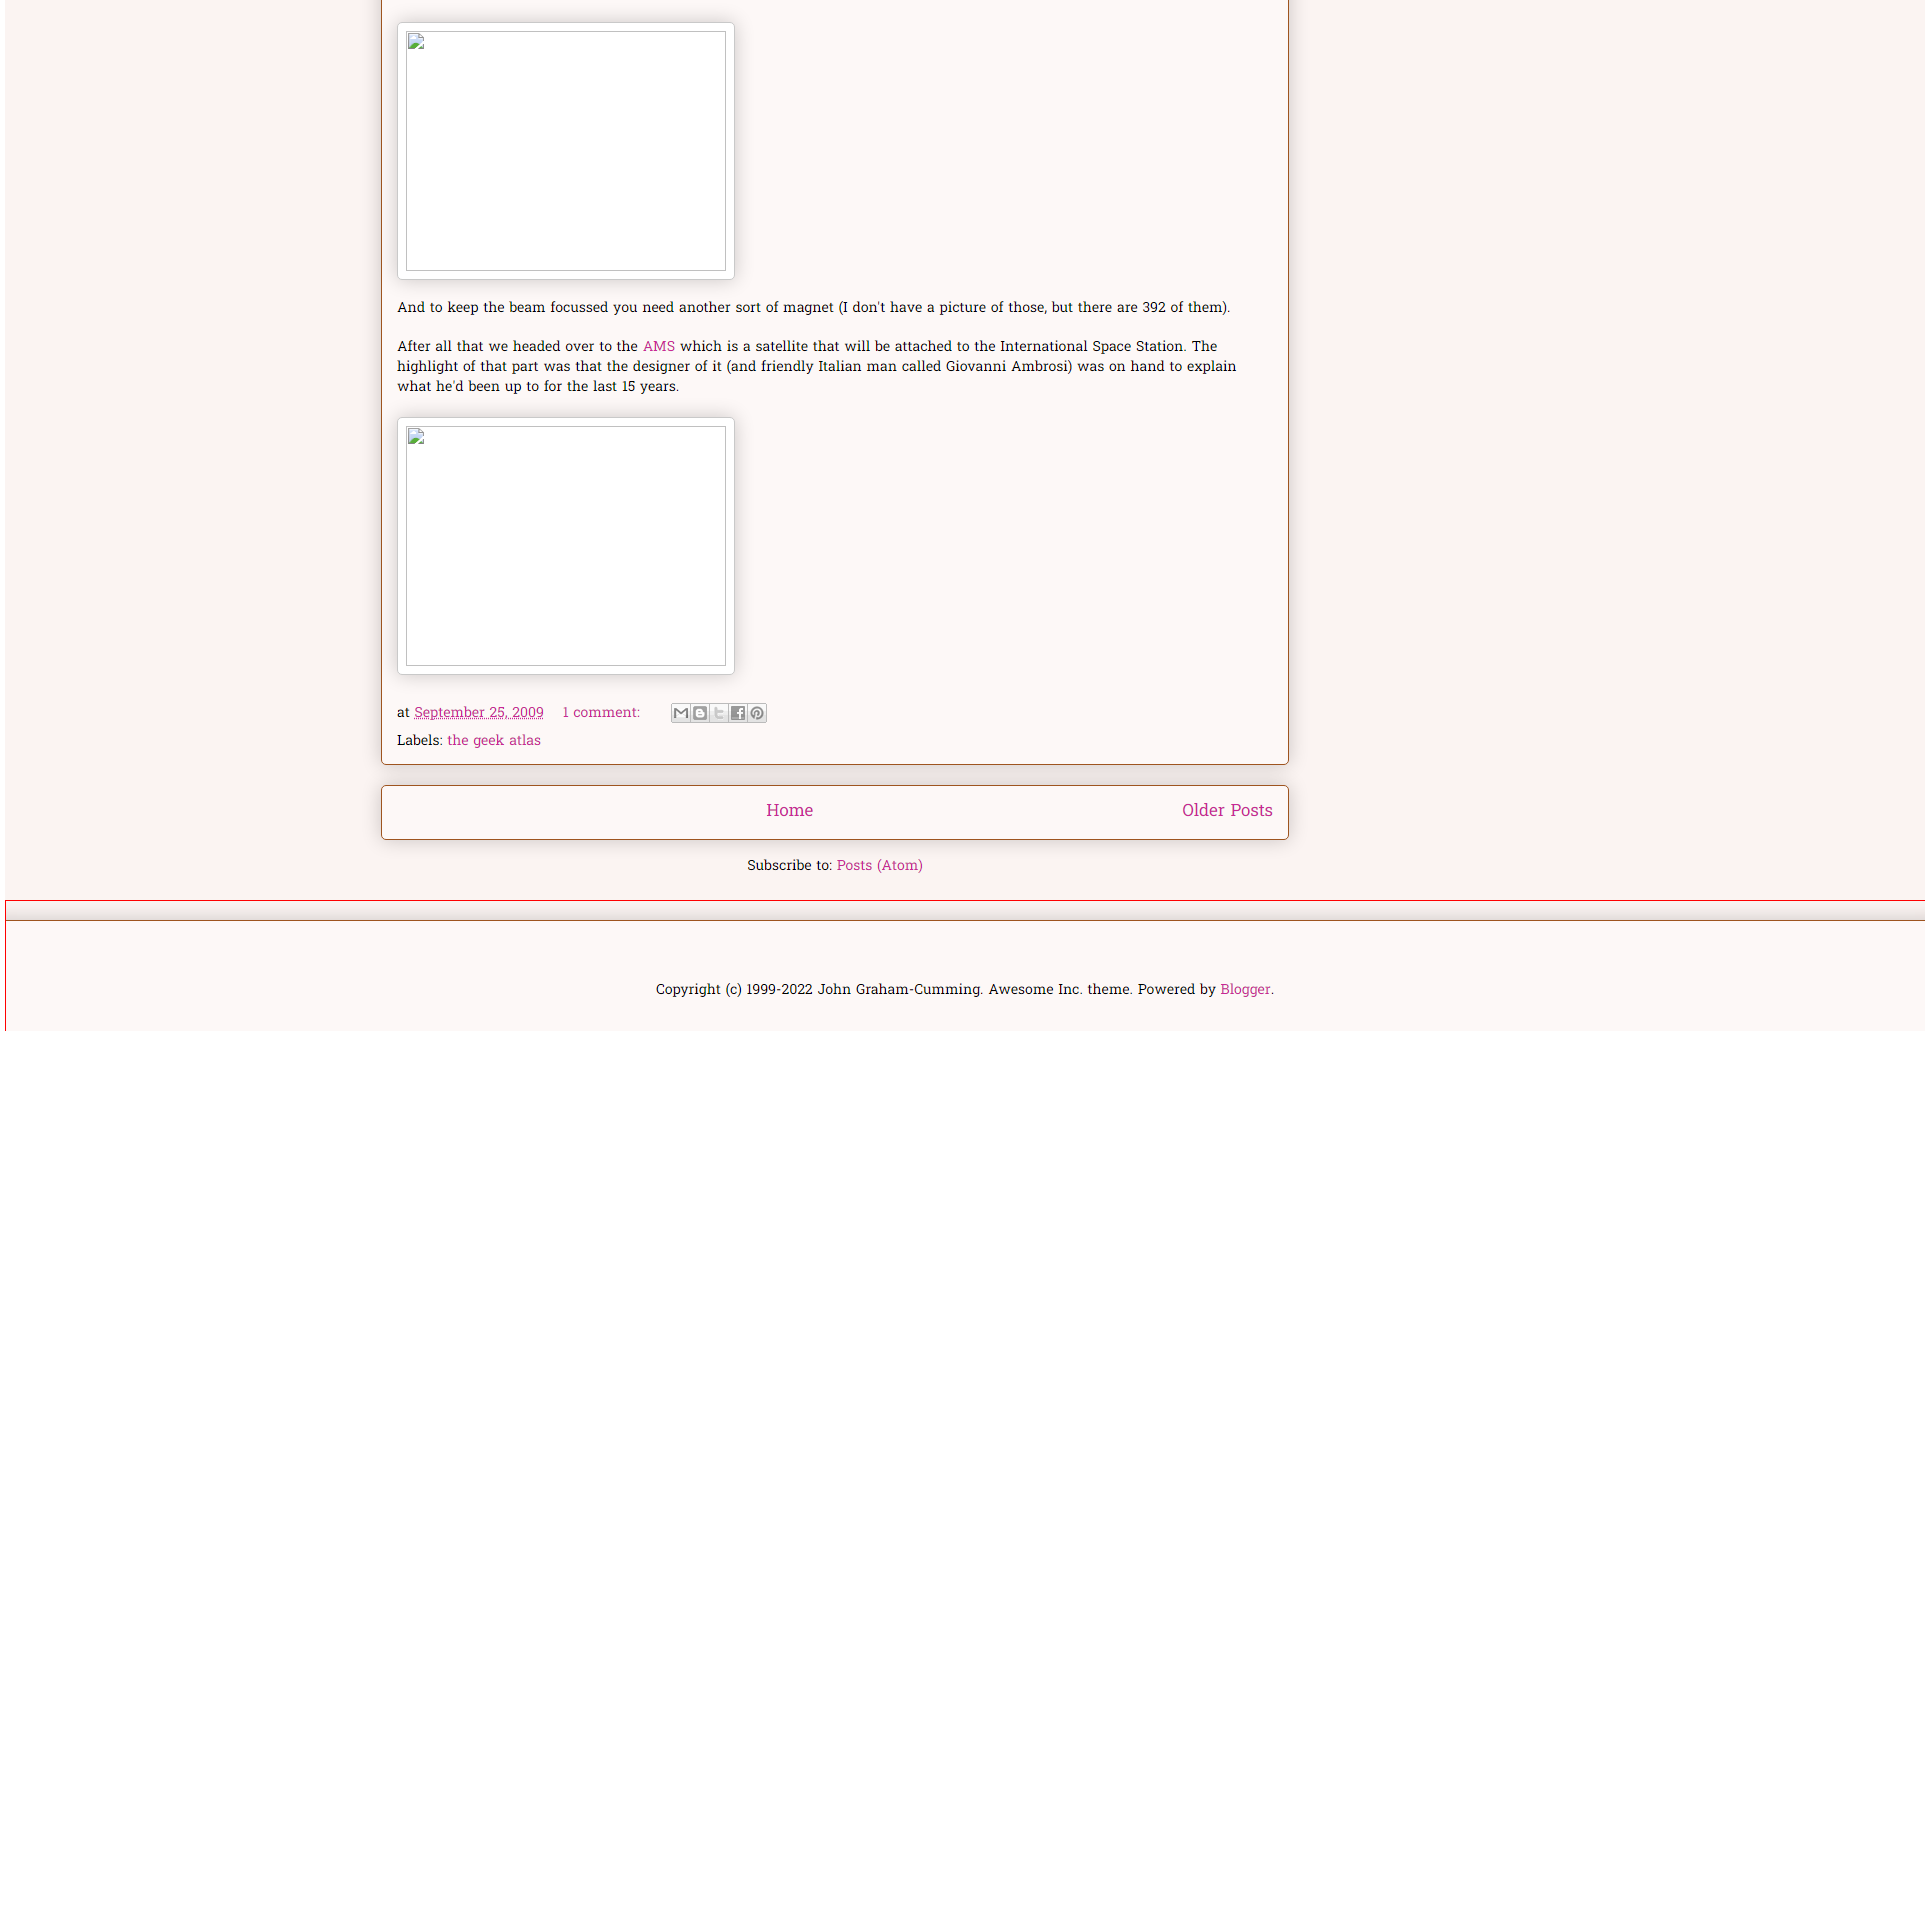 And to keep the beam focussed you need another sort of magnet (I don't have a picture of those, but there are 392 of them).
After all that we headed over to the AMS which is a satellite that will be attached to the International Space Station. The
highlight of that part was that the designer of it (and friendly Italian man called Giovanni Ambrosi) was on hand to explain
what he'd been up to for the last 15 years.
at September 25, 2009 1 comment:
Labels: the geek atlas
Home Older Posts
Subscribe to: Posts (Atom)
Copyright (c) 1999-2022 John Graham-Cumming. Awesome Inc. theme. Powered by Blogger.